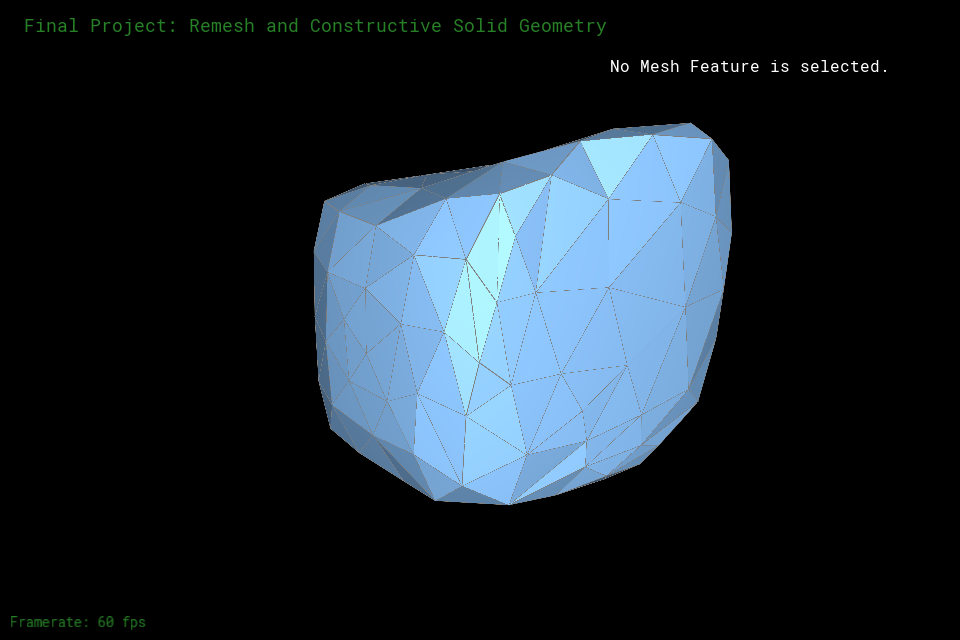 Final Project: Remesh and Constructive Solid Geometry
No Mesh Feature is selected.
Framerate: 60 fps